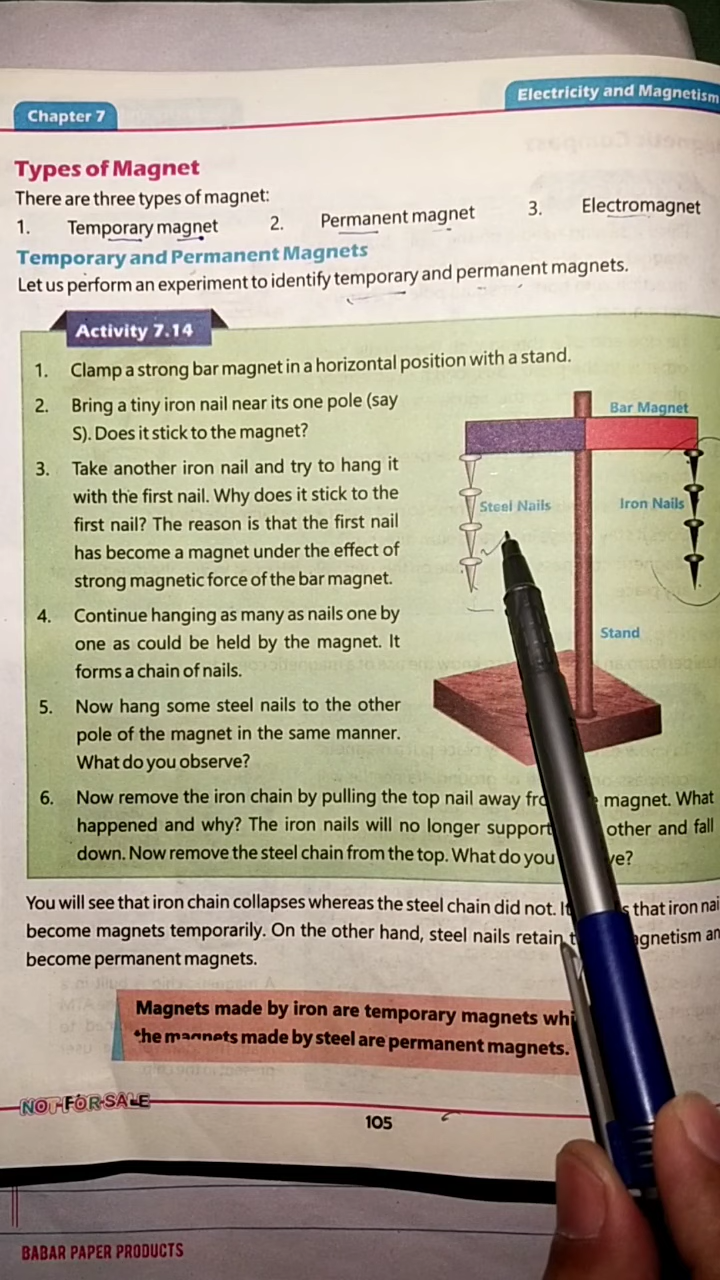 Electricity and Magnetism
Chapter 7
Types of Magnet
There are three types of magnet:
1. Temporary magnet 2. Permanent magnet 3. Electromagnet
Temporary and Permanent Magnets
Let us perform an experiment to identify temporary and permanent magnets.
Activity 7.14
1. Clamp a strong bar magnet in a horizontal position with a stand.
2. Bring a tiny iron nail near its one pole (say
S). Does it stick to the magnet?
3. Take another iron nail and try to hang it
with the first nail. Why does it stick to the
first nail? The reason is that the first nail
has become a magnet under the effect of
strong magnetic force of the bar magnet.
4. Continue hanging as many as nails one by
one as could be held by the magnet. It
forms a chain of nails.
5. Now hang some steel nails to the other
pole of the magnet in the same manner.
What do you observe?
Bar Magnet
Steel Nails
Iron Nails
Stand
6. Now remove the iron chain by pulling the top nail away magnet. What
happened and why? The iron nails will no longer support other and fall
down. Now remove the steel chain from the top. What do you
You will see that iron chain collapses whereas the steel chain did not. that iron
become magnets temporarily. On the other hand, steel nails retain
become permanent magnets.
Magnets made by iron are temporary magnets
the magnets made by steel are permanent magnets.
NOT FOR SALE
105
BABAR PAPER PRODUCTS